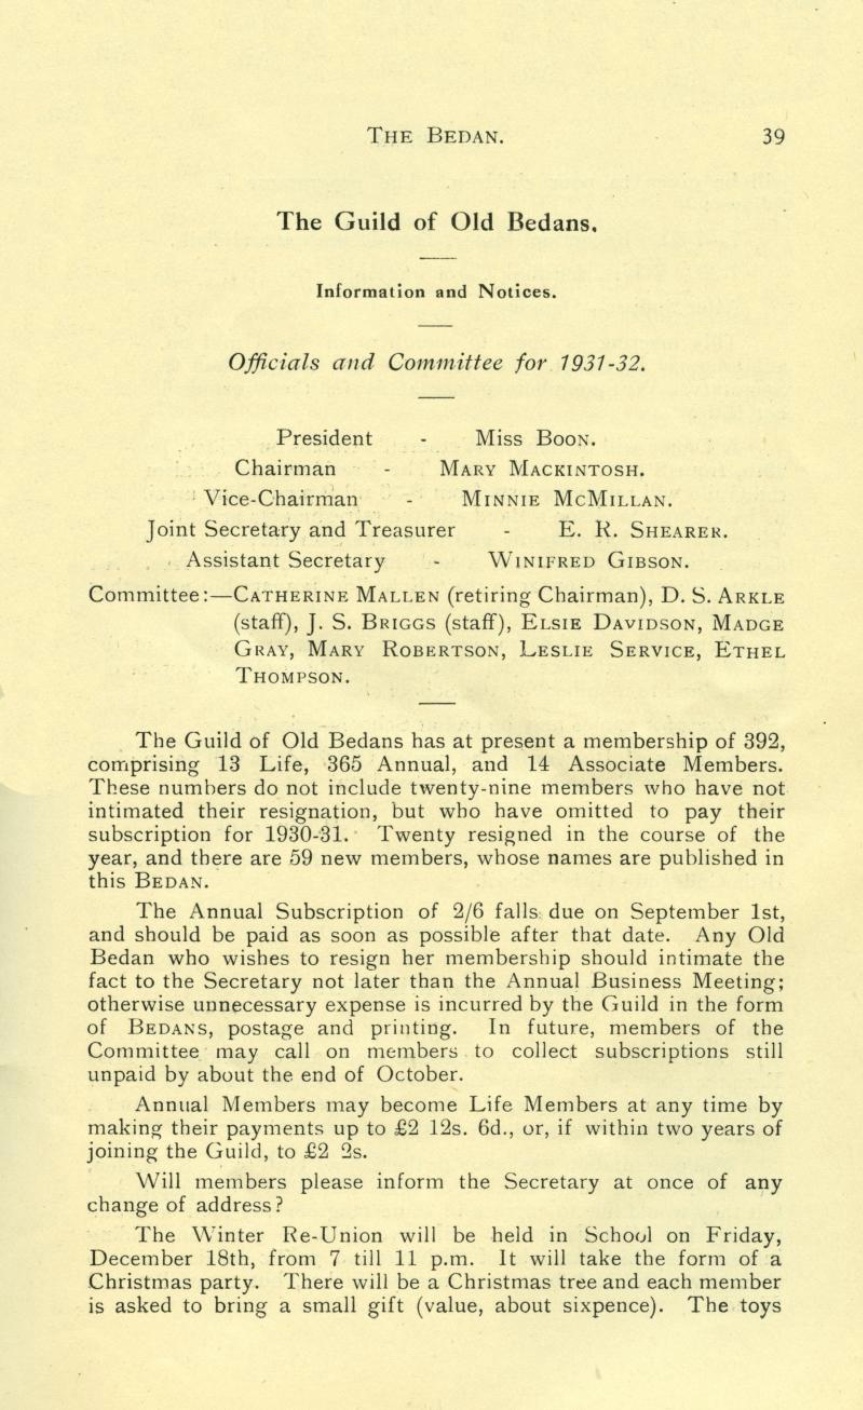 THE BEDAN. 39
The Guild of Old Bedans.
Information and Notices.
Officials and Committee for 1931-32.
President - MISS BOON.
Chairman - MARY MACKINTOSH.
Vice-Chairman - MINNIE MCMILLAN.
Joint Secretary and Treasurer - E. R. SHEARER.
Assistant Secretary - WINIFRED GIBSON.
Committee:—CATHERINE MALLEN (retiring Chairman), D. S. ARKLE
(staff), J. S. BRIGGS (staff), ELSIE DAVIDSON, MADGE
GRAY, MARY ROBERTSON, LESLIE SERVICE, ETHEL
THOMPSON.
The Guild of Old Bedans has at present a membership of 392,
comprising 13 Life, 365 Annual, and 14 Associate Members.
These numbers do not include twenty-nine members who have not
intimated their resignation, but who have omitted to pay their
subscription for 1930-31. Twenty resigned in the course of the
year, and there are 59 new members, whose names are published in
this BEDAN.
The Annual Subscription of 2/6 falls due on September 1st,
and should be paid as soon as possible after that date. Any Old
Bedan who wishes to resign her membership should intimate the
fact to the Secretary not later than the Annual Business Meeting;
otherwise unnecessary expense is incurred by the Guild in the form
of BEDANS, postage and printing. In future, members of the
Committee may call on members to collect subscriptions still
unpaid by about the end of October.
Annual Members may become Life Members at any time by
making their payments up to £2 12s. 6d., or, if within two years of
joining the Guild, to £2 2s.
Will members please inform the Secretary at once of any
change of address?
The Winter Re-Union will be held in School on Friday,
December 18th, from 7 till 11 p.m. It will take the form of a
Christmas party. There will be a Christmas tree and each member
is asked to bring a small gift (value, about sixpence). The toys